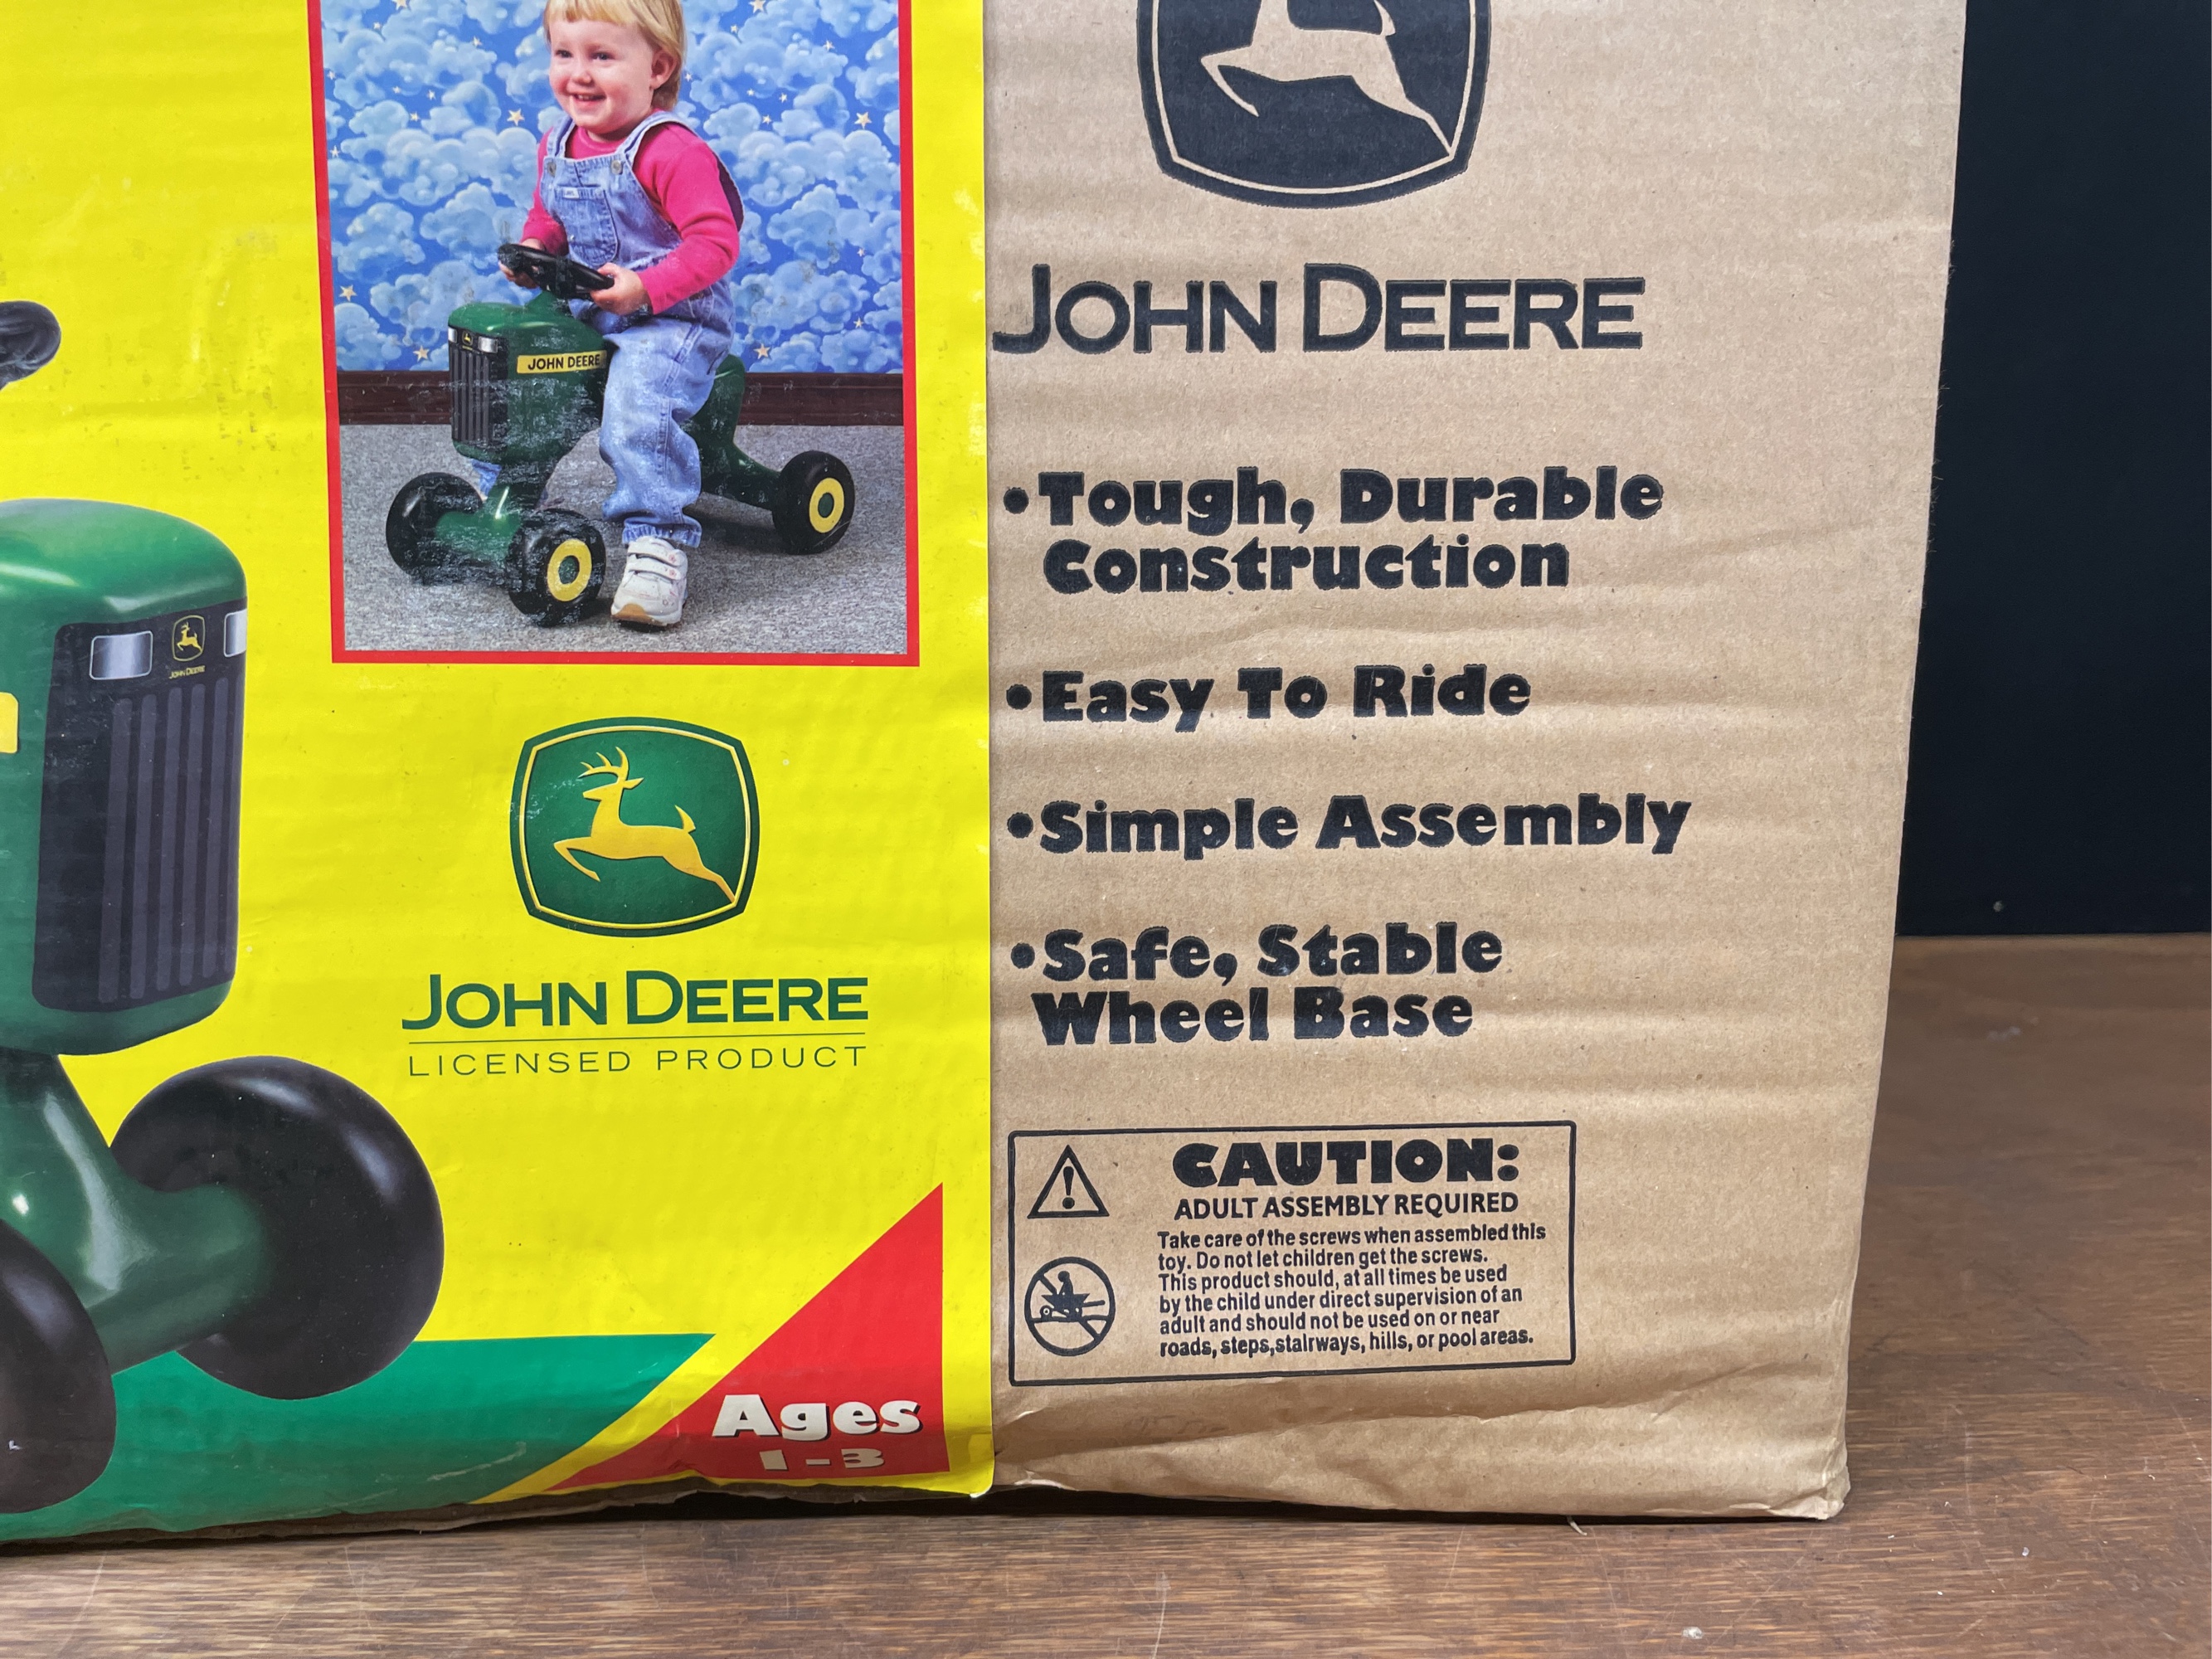 JOHN DEERE
JOHN DEERE
JOHN DEERE
LICENSED PRODUCT
Ages
1-3
JOHN DEERE
•Tough, Durable
Construction
•Easy To Ride
•Simple Assembly
•Safe, Stable
Wheel Base
CAUTION:
ADULT ASSEMBLY REQUIRED
Take care of the screws when assembled this
toy. Do not let children get the screws.
This product should, at all times be used
by the child under direct supervision of an
adult and should not be used on or near
roads, steps,stairways, hills, or pool areas.